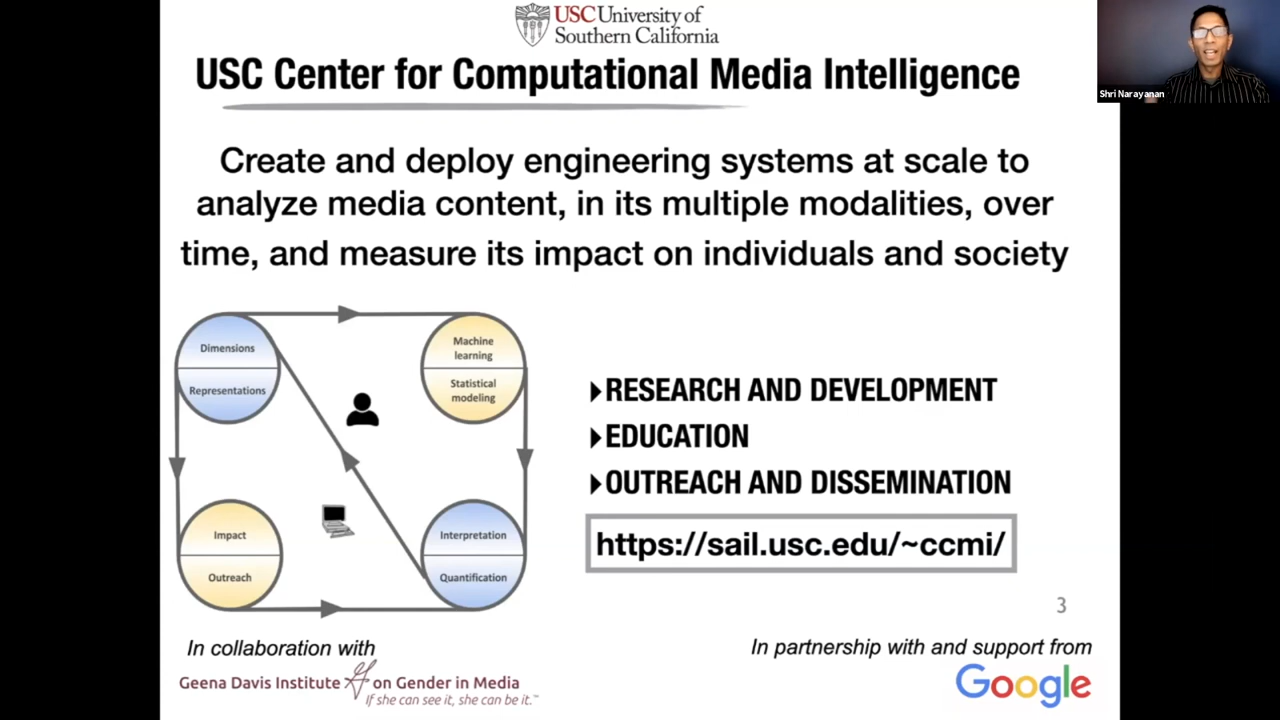 USC University of
Southern California
USC Center for Computational Media Intelligence
Shri Narayanan
Create and deploy engineering systems at scale to
analyze media content, in its multiple modalities, over
time, and measure its impact on individuals and society
Dimensions
Representations
Machine
learning
Statistical
modeling
Impact
Outreach
Interpretation
Quantification
RESEARCH AND DEVELOPMENT
EDUCATION
OUTREACH AND DISSEMINATION
https://sail.usc.edu/~ccmi/
3
In collaboration with
Geena Davis Institute on Gender in Media
If she can see it, she can be it.™
In partnership with and support from
Google